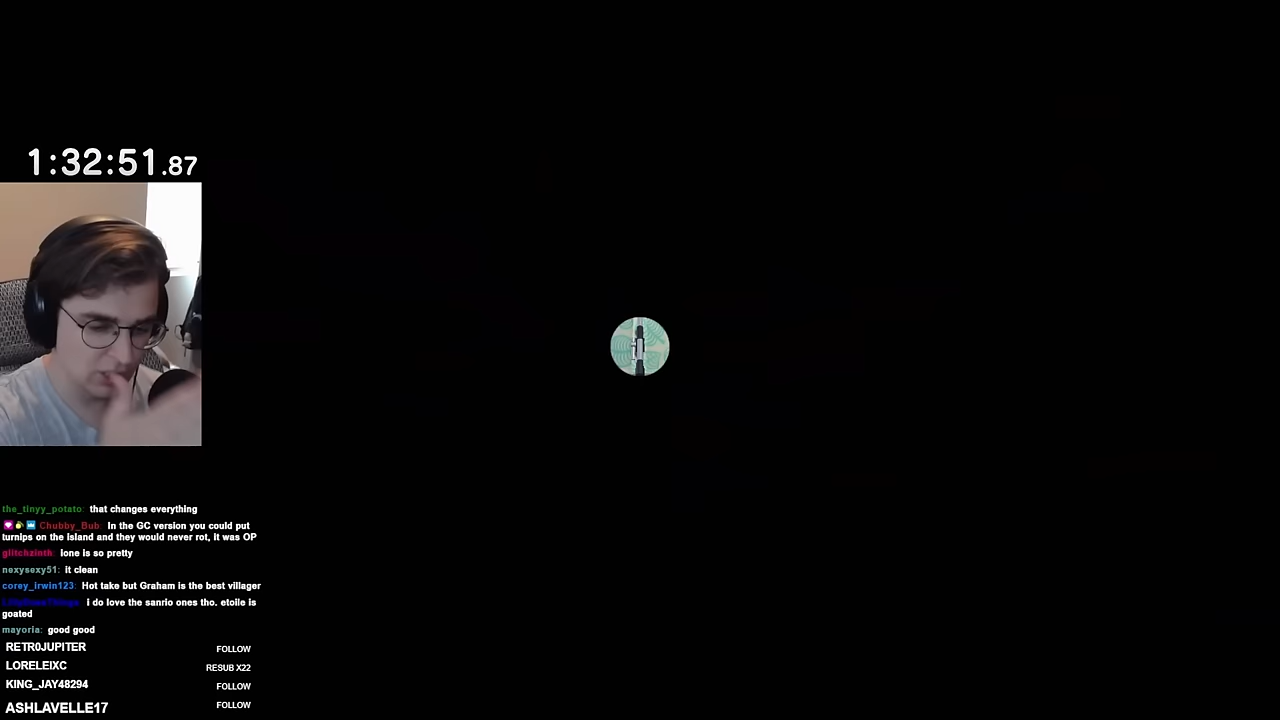 1:32:51.87
the_tinyy_potato: that changes everything
Chubby_Bub: In the GC version you could put
turnips on the island and they would never rot, it was OP
glitchzinth: Ione is so pretty
nexysexy51: it clean
corey_irwin123: Hot take but Graham is the best villager
i do love the sanrio ones tho. etoile is
goated
mayoria: good good
RETR0JUPITER FOLLOW
LORELEIXC RESUB X22
KING_JAY48294 FOLLOW
ASHLAVELLE17 FOLLOW